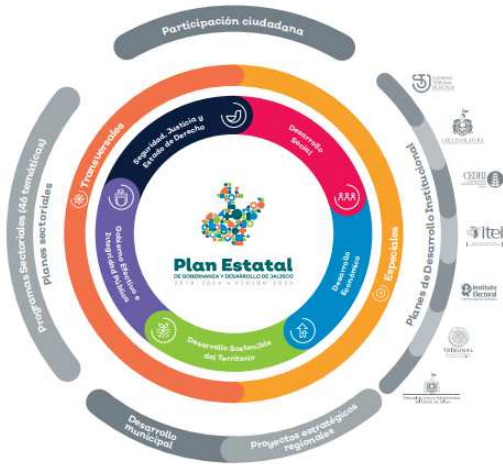 Participación ciudadana
Programas Sectoriales (46 temáticas)
Planes sectoriales
Transversales
Especiales
Seguridad, Justicia y
Estado de Derecho
Desarrollo
Social
Gobierno Efectivo e
Integridad Pública
Desarrollo
Económico
Desarrollo Sostenible
del Territorio
Plan Estatal
DE GOBERNANZA Y DESARROLLO DE JALISCO
2018-2024 • VISIÓN 2030
Planes de Desarrollo Institucional
Desarrollo
municipal
Proyectos estratégicos
regionales
CEDHJ
itei
Instituto
Electoral
TRIBUNAL